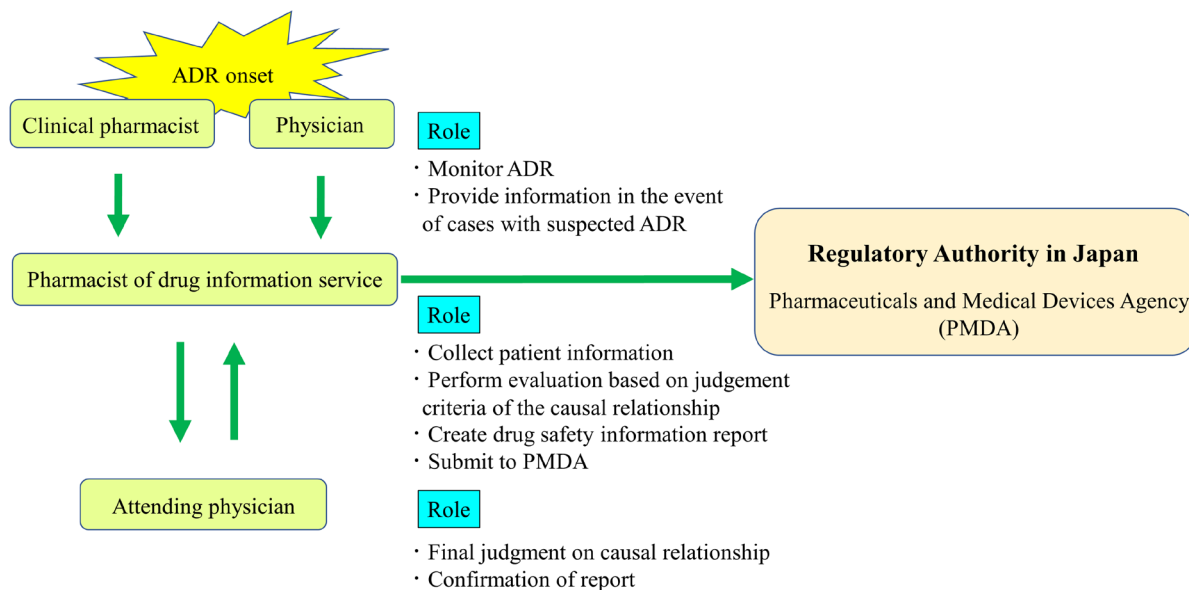 ADR onset
Clinical pharmacist
Physician
Role
・Monitor ADR
・Provide information in the event
of cases with suspected ADR
Pharmacist of drug information service
Regulatory Authority in Japan
Pharmaceuticals and Medical Devices Agency
(PMDA)
Role
・Collect patient information
・Perform evaluation based on judgement
criteria of the causal relationship
・Create drug safety information report
・Submit to PMDA
Attending physician
Role
・Final judgment on causal relationship
・Confirmation of report